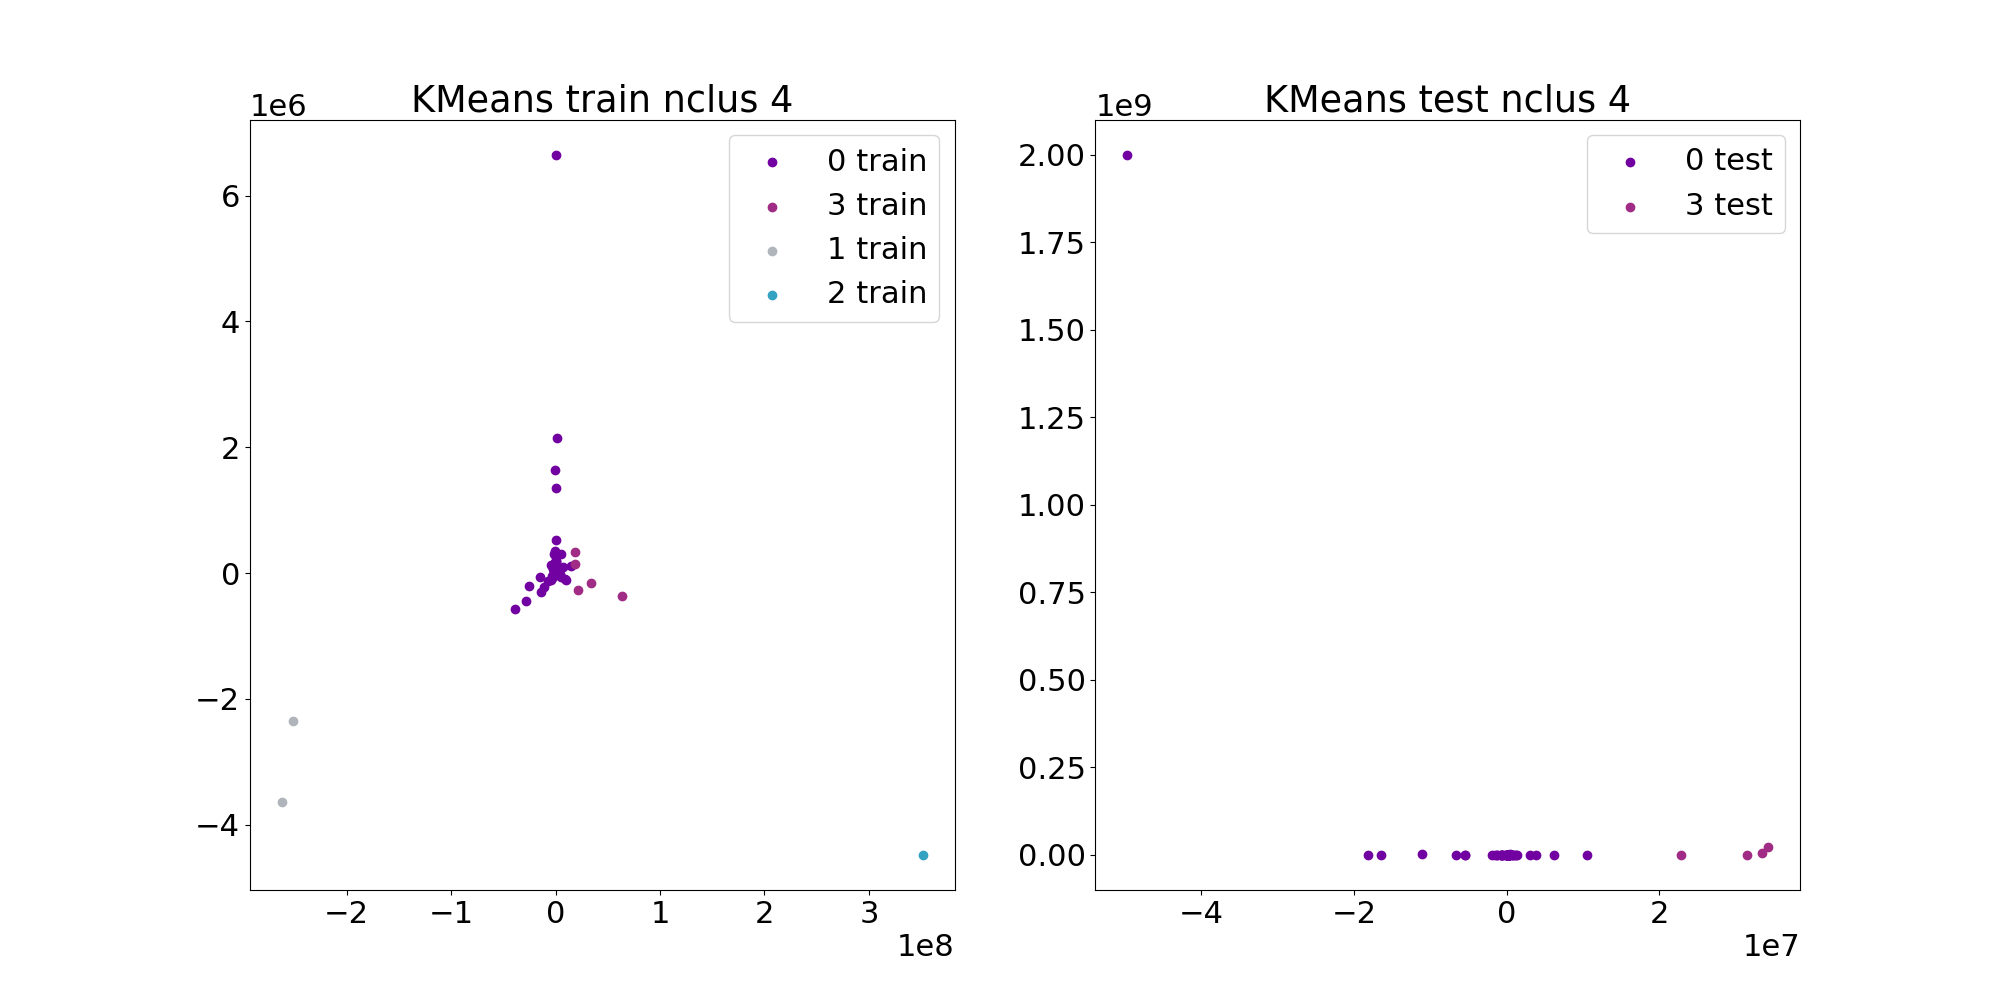 KMeans train nclus 4
1e6
6
4
2
0
−2
−4
−2
−1
0
1
2
3
1e8
0 train
3 train
1 train
2 train
KMeans test nclus 4
1e9
2.00
1.75
1.50
1.25
1.00
0.75
0.50
0.25
0.00
−4
−2
0
2
1e7
0 test
3 test